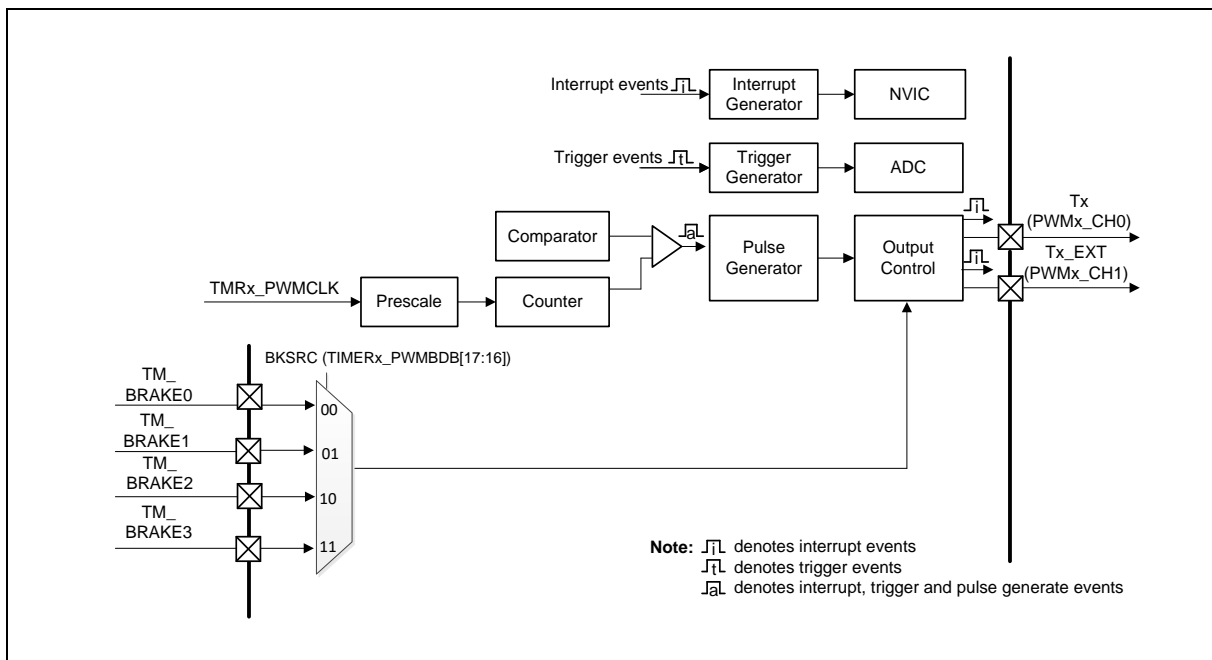 Interrupt events i
Interrupt
Generator
NVIC
Trigger events t
Trigger
Generator
ADC
Comparator
a
Pulse
Generator
Output
Control
i
Tx
(PWMx_CH0)
i
Tx_EXT
(PWMx_CH1)
TMRx_PWMCLK
Prescale
Counter
BKSRC (TIMERx_PWMBDB[17:16])
TM_
BRAKE0
00
TM_
BRAKE1
01
TM_
BRAKE2
10
TM_
BRAKE3
11
Note: i denotes interrupt events
t denotes trigger events
a denotes interrupt, trigger and pulse generate events